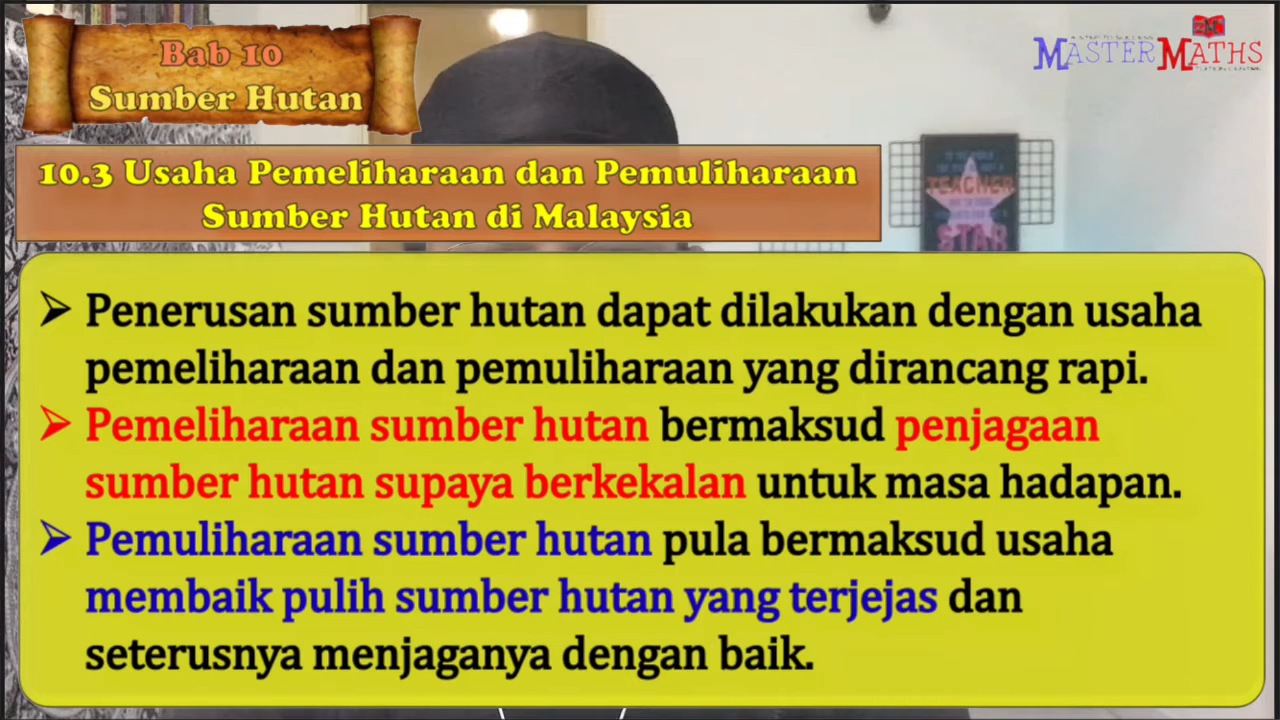 Bab 10
Sumber Hutan
MASTER MATHS
10.3 Usaha Pemeliharaan dan Pemuliharaan
Sumber Hutan di Malaysia
TEACHER
STAR
➢ Penerusan sumber hutan dapat dilakukan dengan usaha
pemeliharaan dan pemuliharaan yang dirancang rapi.
➢ Pemeliharaan sumber hutan bermaksud penjagaan
sumber hutan supaya berkekalan untuk masa hadapan.
➢ Pemuliharaan sumber hutan pula bermaksud usaha
membaik pulih sumber hutan yang terjejas dan
seterusnya menjaganya dengan baik.